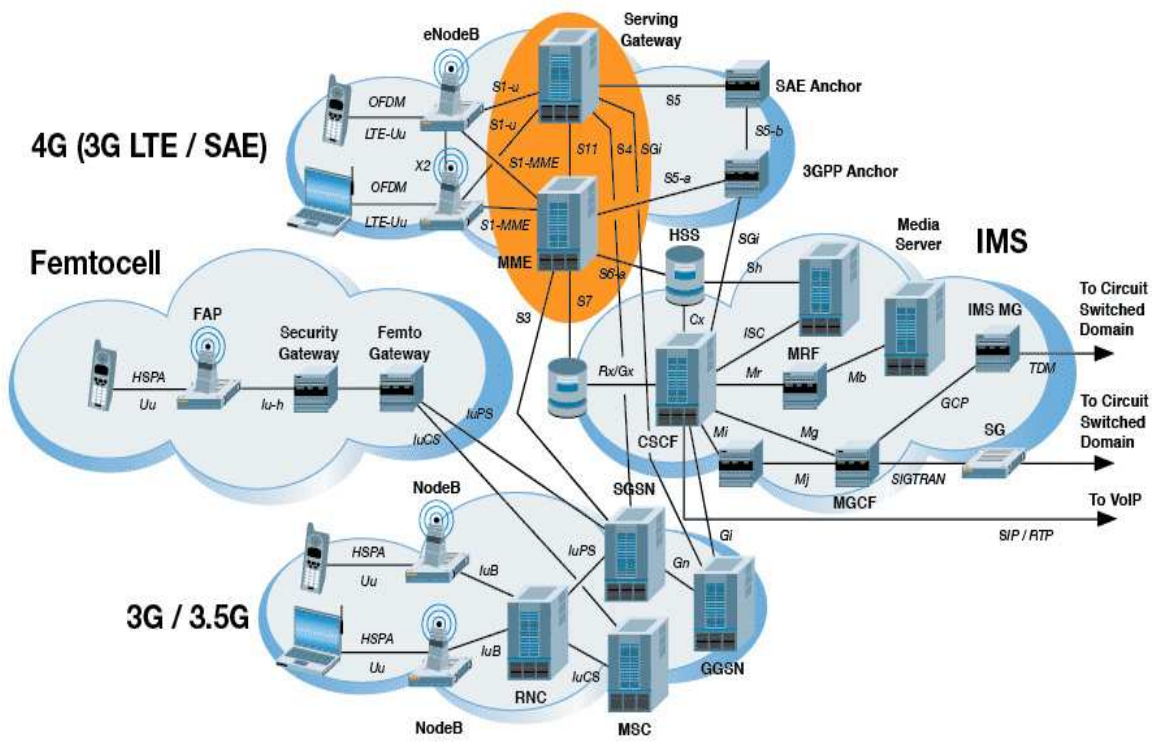 eNodeB
Serving
Gateway
S1-u
OFDM
S5
SAE Anchor
LTE-Uu
S1-u
4G (3G LTE / SAE)
S11
S4
SGi
S5-b
X2
S1-MME
3GPP Anchor
OFDM
S5-a
LTE-Uu
S1-MME
Media
Server
IMS
HSS
SGi
MME
S6-a
Sh
Femtocell
S7
To Circuit
Switched
Domain
FAP
S3
IMS MG
Security
Gateway
Femto
Gateway
Cx
ISC
MRF
TDM
HSPA
Rx/Gx
Mr
Mb
Uu
Iu-h
IuPS
GCP
To Circuit
Switched
Domain
IuCS
CSCF
Mi
Mg
SG
Mj
SIGTRAN
MGCF
NodeB
SGSN
To VoIP
SIP / RTP
HSPA
IuPS
Gi
Uu
IuB
Gn
3G / 3.5G
HSPA
IuB
Uu
IuCS
GGSN
RNC
NodeB
MSC